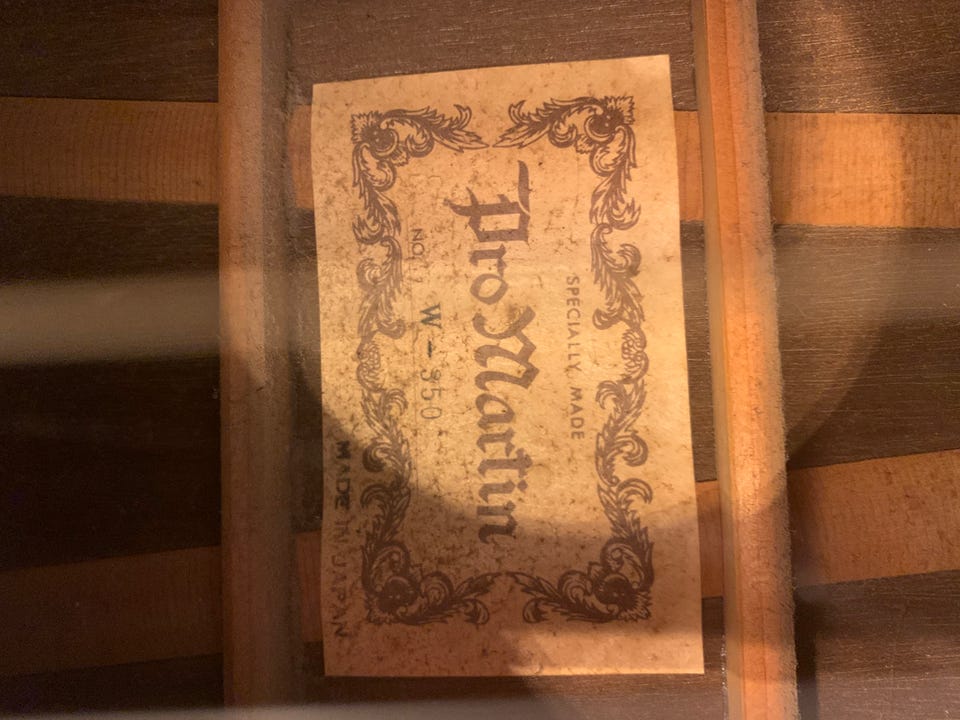 SPECIALLY MADE
Pro Martin
NO. W-350
MADE IN JAPAN